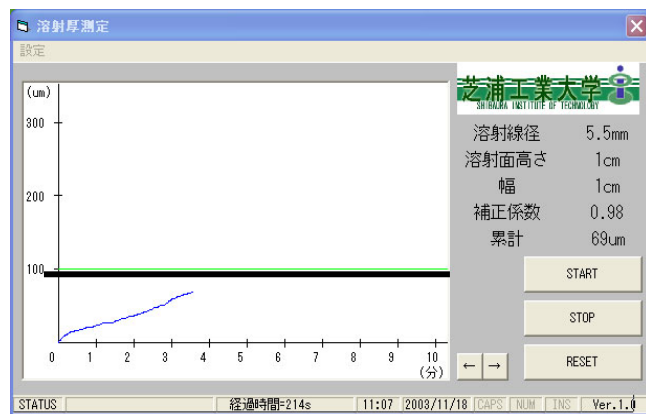 溶射厚測定
設定
(um)
300
200
100
0 1 2 3 4 5 6 7 8 9 10
(分)
芝浦工業大学
SHIBAURA INSTITUTE OF TECHNOLOGY
溶射線径 5.5mm
溶射面高さ 1cm
幅 1cm
補正係数 0.98
累計 69um
START
STOP
← → RESET
STATUS 経過時間=214s 11:07 2003/11/18 CAPS NUM INS Ver.1.0